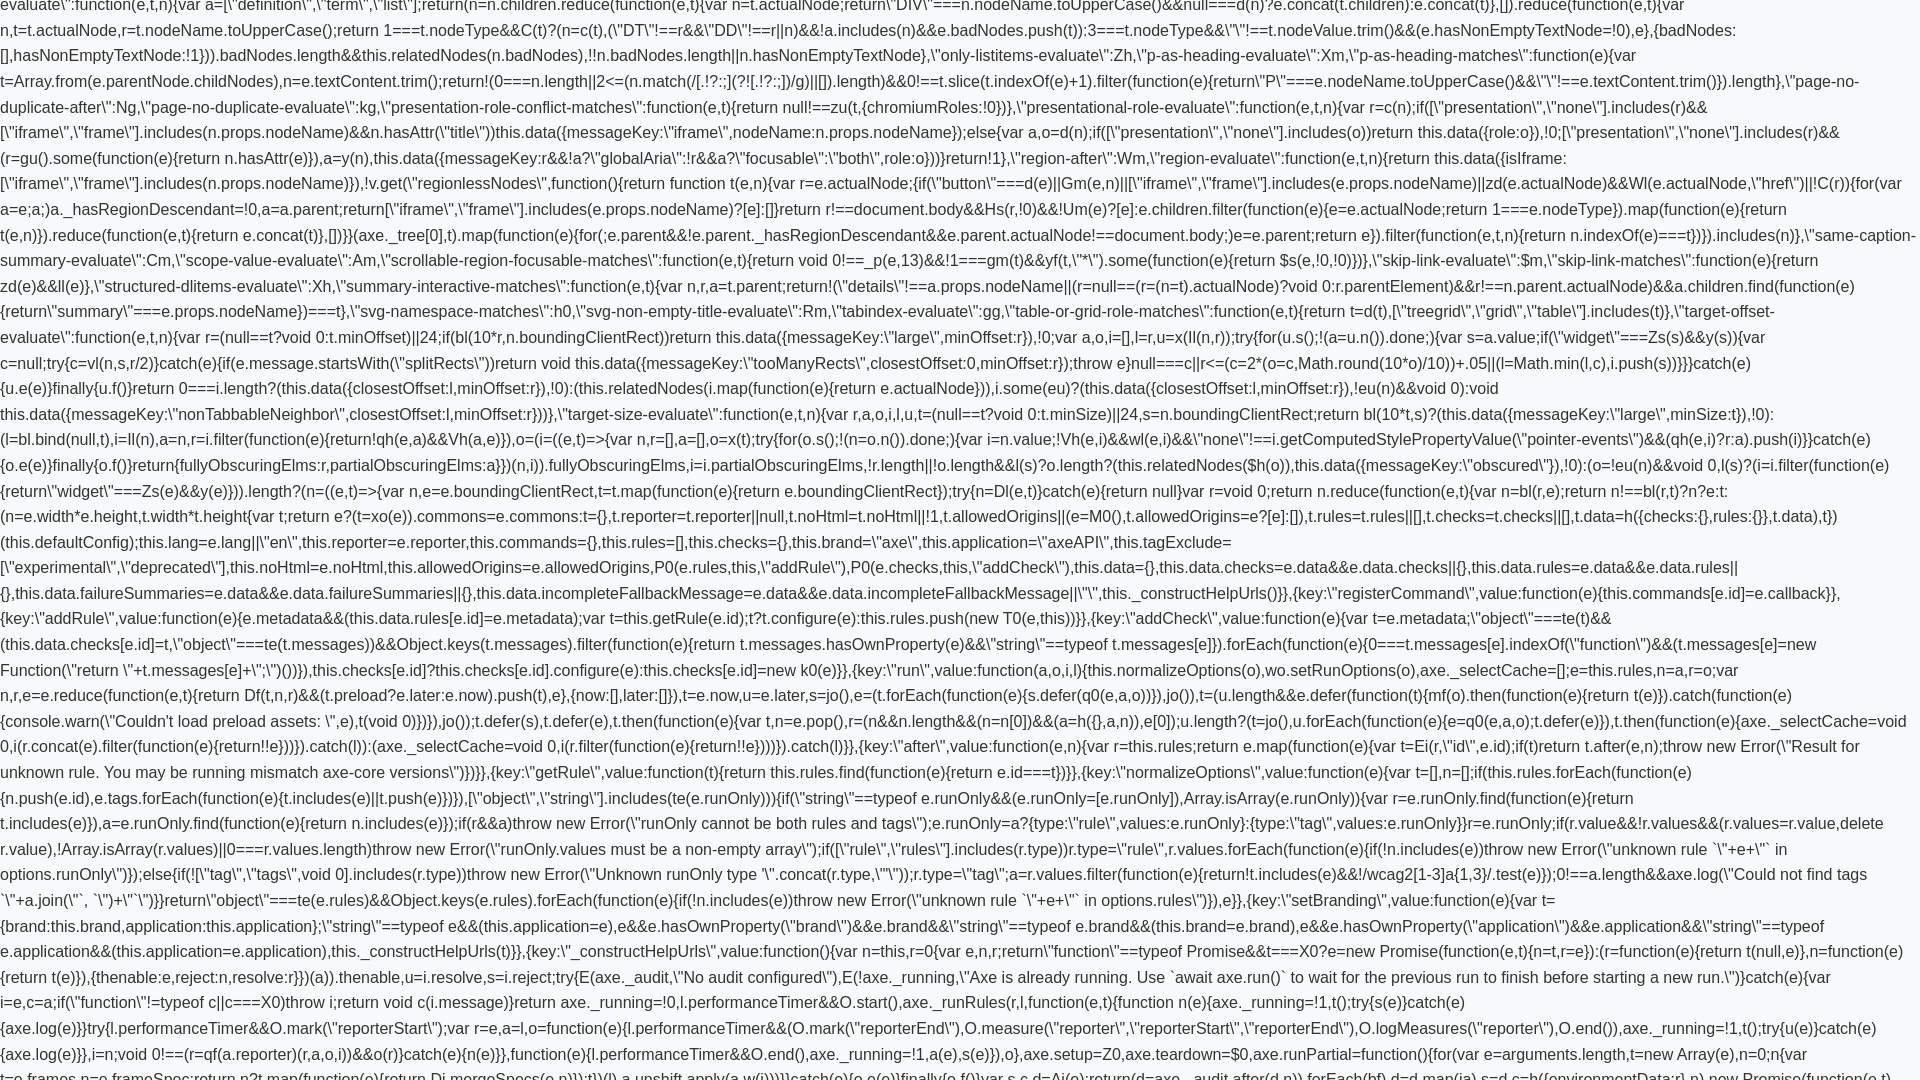 evaluate\":function(e,t,n){var a=[\"definition\",\"term\",\"list\"];return(n=n.children.reduce(function(e,t){var n=t.actualNode;return\"DIV\"===n.nodeName.toUpperCase()&&null===d(n)?e.concat(t.children):e.concat(t)},[]).reduce(function(e,t){var
n,t=t.actualNode,r=t.nodeName.toUpperCase();return 1===t.nodeType&&C(t)?(n=c(t),(\"DT\"!==r&&\"DD\"!==r||n)&&!a.includes(n)&&e.badNodes.push(t)):3===t.nodeType&&\"\"!==t.nodeValue.trim()&&(e.hasNonEmptyTextNode=!0),e},{badNodes:
[],hasNonEmptyTextNode:!1})).badNodes.length&&this.relatedNodes(n.badNodes),!!n.badNodes.length||n.hasNonEmptyTextNode},\"only-listitems-evaluate\":Zh,\"p-as-heading-evaluate\":Xm,\"p-as-heading-matches\":function(e){var
t=Array.from(e.parentNode.childNodes),n=e.textContent.trim();return!(0===n.length||2<=(n.match(/[.!?:;](?![.!?:;])/g)||[]).length)&&0!==t.slice(t.indexOf(e)+1).filter(function(e){return\"P\"===e.nodeName.toUpperCase()&&\"\"!==e.textContent.trim()}).length},\"page-no-
duplicate-after\":Ng,\"page-no-duplicate-evaluate\":kg,\"presentation-role-conflict-matches\":function(e,t){return null!==zu(t,{chromiumRoles:!0})},\"presentational-role-evaluate\":function(e,t,n){var r=c(n);if([\"presentation\",\"none\"].includes(r)&&
[\"iframe\",\"frame\"].includes(n.props.nodeName)&&n.hasAttr(\"title\"))this.data({messageKey:\"iframe\",nodeName:n.props.nodeName});else{var a,o=d(n);if([\"presentation\",\"none\"].includes(o))return this.data({role:o}),!0;[\"presentation\",\"none\"].includes(r)&&
(r=gu().some(function(e){return n.hasAttr(e)}),a=y(n),this.data({messageKey:r&&!a?\"globalAria\":!r&&a?\"focusable\":\"both\",role:o}))}return!1},\"region-after\":Wm,\"region-evaluate\":function(e,t,n){return this.data({isIframe:
[\"iframe\",\"frame\"].includes(n.props.nodeName)}),!v.get(\"regionlessNodes\",function(){return function t(e,n){var r=e.actualNode;{if(\"button\"===d(e)||Gm(e,n)||[\"iframe\",\"frame\"].includes(e.props.nodeName)||zd(e.actualNode)&&Wl(e.actualNode,\"href\")||!C(r)){for(var
a=e;a;)a._hasRegionDescendant=!0,a=a.parent;return[\"iframe\",\"frame\"].includes(e.props.nodeName)?[e]:[]}return r!==document.body&&Hs(r,!0)&&!Um(e)?[e]:e.children.filter(function(e){e=e.actualNode;return 1===e.nodeType}).map(function(e){return
t(e,n)}).reduce(function(e,t){return e.concat(t)},[])}}(axe._tree[0],t).map(function(e){for(;e.parent&&!e.parent._hasRegionDescendant&&e.parent.actualNode!==document.body;)e=e.parent;return e}).filter(function(e,t,n){return n.indexOf(e)===t})}).includes(n)},\"same-caption-
summary-evaluate\":Cm,\"scope-value-evaluate\":Am,\"scrollable-region-focusable-matches\":function(e,t){return void 0!==_p(e,13)&&!1===gm(t)&&yf(t,\"*\").some(function(e){return $s(e,!0,!0)})},\"skip-link-evaluate\":$m,\"skip-link-matches\":function(e){return
zd(e)&&ll(e)},\"structured-dlitems-evaluate\":Xh,\"summary-interactive-matches\":function(e,t){var n,r,a=t.parent;return!(\"details\"!==a.props.nodeName||(r=null==(r=(n=t).actualNode)?void 0:r.parentElement)&&r!==n.parent.actualNode)&&a.children.find(function(e)
{return\"summary\"===e.props.nodeName})===t},\"svg-namespace-matches\":h0,\"svg-non-empty-title-evaluate\":Rm,\"tabindex-evaluate\":gg,\"table-or-grid-role-matches\":function(e,t){return t=d(t),[\"treegrid\",\"grid\",\"table\"].includes(t)},\"target-offset-
evaluate\":function(e,t,n){var r=(null==t?void 0:t.minOffset)||24;if(bl(10*r,n.boundingClientRect))return this.data({messageKey:\"large\",minOffset:r}),!0;var a,o,i=[],l=r,u=x(Il(n,r));try{for(u.s();!(a=u.n()).done;){var s=a.value;if(\"widget\"===Zs(s)&&y(s)){var
c=null;try{c=vl(n,s,r/2)}catch(e){if(e.message.startsWith(\"splitRects\"))return void this.data({messageKey:\"tooManyRects\",closestOffset:0,minOffset:r});throw e}null===c||r<=(c=2*(o=c,Math.round(10*o)/10))+.05||(l=Math.min(l,c),i.push(s))}}}catch(e)
{u.e(e)}finally{u.f()}return 0===i.length?(this.data({closestOffset:l,minOffset:r}),!0):(this.relatedNodes(i.map(function(e){return e.actualNode})),i.some(eu)?(this.data({closestOffset:l,minOffset:r}),!eu(n)&&void 0):void
this.data({messageKey:\"nonTabbableNeighbor\",closestOffset:l,minOffset:r}))},\"target-size-evaluate\":function(e,t,n){var r,a,o,i,l,u,t=(null==t?void 0:t.minSize)||24,s=n.boundingClientRect;return bl(10*t,s)?(this.data({messageKey:\"large\",minSize:t}),!0):
(l=bl.bind(null,t),i=Il(n),a=n,r=i.filter(function(e){return!qh(e,a)&&Vh(a,e)}),o=(i=((e,t)=>{var n,r=[],a=[],o=x(t);try{for(o.s();!(n=o.n()).done;){var i=n.value;!Vh(e,i)&&wl(e,i)&&\"none\"!==i.getComputedStylePropertyValue(\"pointer-events\")&&(qh(e,i)?r:a).push(i)}}catch(e)
{o.e(e)}finally{o.f()}return{fullyObscuringElms:r,partialObscuringElms:a}})(n,i)).fullyObscuringElms,i=i.partialObscuringElms,!r.length||!o.length&&l(s)?o.length?(this.relatedNodes($h(o)),this.data({messageKey:\"obscured\"}),!0):(o=!eu(n)&&void 0,l(s)?(i=i.filter(function(e)
{return\"widget\"===Zs(e)&&y(e)})).length?(n=((e,t)=>{var n,e=e.boundingClientRect,t=t.map(function(e){return e.boundingClientRect});try{n=Dl(e,t)}catch(e){return null}var r=void 0;return n.reduce(function(e,t){var n=bl(r,e);return n!==bl(r,t)?n?e:t:
(n=e.width*e.height,t.width*t.height{var t;return e?(t=xo(e)).commons=e.commons:t={},t.reporter=t.reporter||null,t.noHtml=t.noHtml||!1,t.allowedOrigins||(e=M0(),t.allowedOrigins=e?[e]:[]),t.rules=t.rules||[],t.checks=t.checks||[],t.data=h({checks:{},rules:{}},t.data),t})
(this.defaultConfig);this.lang=e.lang||\"en\",this.reporter=e.reporter,this.commands={},this.rules=[],this.checks={},this.brand=\"axe\",this.application=\"axeAPI\",this.tagExclude=
[\"experimental\",\"deprecated\"],this.noHtml=e.noHtml,this.allowedOrigins=e.allowedOrigins,P0(e.rules,this,\"addRule\"),P0(e.checks,this,\"addCheck\"),this.data={},this.data.checks=e.data&&e.data.checks||{},this.data.rules=e.data&&e.data.rules||
{},this.data.failureSummaries=e.data&&e.data.failureSummaries||{},this.data.incompleteFallbackMessage=e.data&&e.data.incompleteFallbackMessage||\"\",this._constructHelpUrls()}},{key:\"registerCommand\",value:function(e){this.commands[e.id]=e.callback}},
{key:\"addRule\",value:function(e){e.metadata&&(this.data.rules[e.id]=e.metadata);var t=this.getRule(e.id);t?t.configure(e):this.rules.push(new T0(e,this))}},{key:\"addCheck\",value:function(e){var t=e.metadata;\"object\"===te(t)&&
(this.data.checks[e.id]=t,\"object\"===te(t.messages))&&Object.keys(t.messages).filter(function(e){return t.messages.hasOwnProperty(e)&&\"string\"==typeof t.messages[e]}).forEach(function(e){0===t.messages[e].indexOf(\"function\")&&(t.messages[e]=new
Function(\"return \"+t.messages[e]+\";\")())}),this.checks[e.id]?this.checks[e.id].configure(e):this.checks[e.id]=new k0(e)}},{key:\"run\",value:function(a,o,i,l){this.normalizeOptions(o),wo.setRunOptions(o),axe._selectCache=[];e=this.rules,n=a,r=o;var
n,r,e=e.reduce(function(e,t){return Df(t,n,r)&&(t.preload?e.later:e.now).push(t),e},{now:[],later:[]}),t=e.now,u=e.later,s=jo(),e=(t.forEach(function(e){s.defer(q0(e,a,o))}),jo()),t=(u.length&&e.defer(function(t){mf(o).then(function(e){return t(e)}).catch(function(e)
{console.warn(\"Couldn't load preload assets: \",e),t(void 0)})}),jo());t.defer(s),t.defer(e),t.then(function(e){var t,n=e.pop(),r=(n&&n.length&&(n=n[0])&&(a=h({},a,n)),e[0]);u.length?(t=jo(),u.forEach(function(e){e=q0(e,a,o);t.defer(e)}),t.then(function(e){axe._selectCache=void
0,i(r.concat(e).filter(function(e){return!!e}))}).catch(l)):(axe._selectCache=void 0,i(r.filter(function(e){return!!e})))}).catch(l)}},{key:\"after\",value:function(e,n){var r=this.rules;return e.map(function(e){var t=Ei(r,\"id\",e.id);if(t)return t.after(e,n);throw new Error(\"Result for
unknown rule. You may be running mismatch axe-core versions\")})}},{key:\"getRule\",value:function(t){return this.rules.find(function(e){return e.id===t})}},{key:\"normalizeOptions\",value:function(e){var t=[],n=[];if(this.rules.forEach(function(e)
{n.push(e.id),e.tags.forEach(function(e){t.includes(e)||t.push(e)})}),[\"object\",\"string\"].includes(te(e.runOnly))){if(\"string\"==typeof e.runOnly&&(e.runOnly=[e.runOnly]),Array.isArray(e.runOnly)){var r=e.runOnly.find(function(e){return
t.includes(e)}),a=e.runOnly.find(function(e){return n.includes(e)});if(r&&a)throw new Error(\"runOnly cannot be both rules and tags\");e.runOnly=a?{type:\"rule\",values:e.runOnly}:{type:\"tag\",values:e.runOnly}}r=e.runOnly;if(r.value&&!r.values&&(r.values=r.value,delete
r.value),!Array.isArray(r.values)||0===r.values.length)throw new Error(\"runOnly.values must be a non-empty array\");if([\"rule\",\"rules\"].includes(r.type))r.type=\"rule\",r.values.forEach(function(e){if(!n.includes(e))throw new Error(\"unknown rule `\"+e+\"` in
options.runOnly\")});else{if(![\"tag\",\"tags\",void 0].includes(r.type))throw new Error(\"Unknown runOnly type '\".concat(r.type,\"'\"));r.type=\"tag\";a=r.values.filter(function(e){return!t.includes(e)&&!/wcag2[1-3]a{1,3}/.test(e)});0!==a.length&&axe.log(\"Could not find tags
`\"+a.join(\"`, `\")+\"`\")}}return\"object\"===te(e.rules)&&Object.keys(e.rules).forEach(function(e){if(!n.includes(e))throw new Error(\"unknown rule `\"+e+\"` in options.rules\")}),e}},{key:\"setBranding\",value:function(e){var t=
{brand:this.brand,application:this.application};\"string\"==typeof e&&(this.application=e),e&&e.hasOwnProperty(\"brand\")&&e.brand&&\"string\"==typeof e.brand&&(this.brand=e.brand),e&&e.hasOwnProperty(\"application\")&&e.application&&\"string\"==typeof
e.application&&(this.application=e.application),this._constructHelpUrls(t)}},{key:\"_constructHelpUrls\",value:function(){var n=this,r=0{var e,n,r;return\"function\"==typeof Promise&&t===X0?e=new Promise(function(e,t){n=t,r=e}):(r=function(e){return t(null,e)},n=function(e)
{return t(e)}),{thenable:e,reject:n,resolve:r}})(a)).thenable,u=i.resolve,s=i.reject;try{E(axe._audit,\"No audit configured\"),E(!axe._running,\"Axe is already running. Use `await axe.run()` to wait for the previous run to finish before starting a new run.\")}catch(e){var
i=e,c=a;if(\"function\"!=typeof c||c===X0)throw i;return void c(i.message)}return axe._running=!0,l.performanceTimer&&O.start(),axe._runRules(r,l,function(e,t){function n(e){axe._running=!1,t();try{s(e)}catch(e)
{axe.log(e)}}try{l.performanceTimer&&O.mark(\"reporterStart\");var r=e,a=l,o=function(e){l.performanceTimer&&(O.mark(\"reporterEnd\"),O.measure(\"reporter\",\"reporterStart\",\"reporterEnd\"),O.logMeasures(\"reporter\"),O.end()),axe._running=!1,t();try{u(e)}catch(e)
{axe.log(e)}},i=n;void 0!==(r=qf(a.reporter)(r,a,o,i))&&o(r)}catch(e){n(e)}},function(e){l.performanceTimer&&O.end(),axe._running=!1,a(e),s(e)}),o},axe.setup=Z0,axe.teardown=$0,axe.runPartial=function(){for(var e=arguments.length,t=new Array(e),n=0;n{var